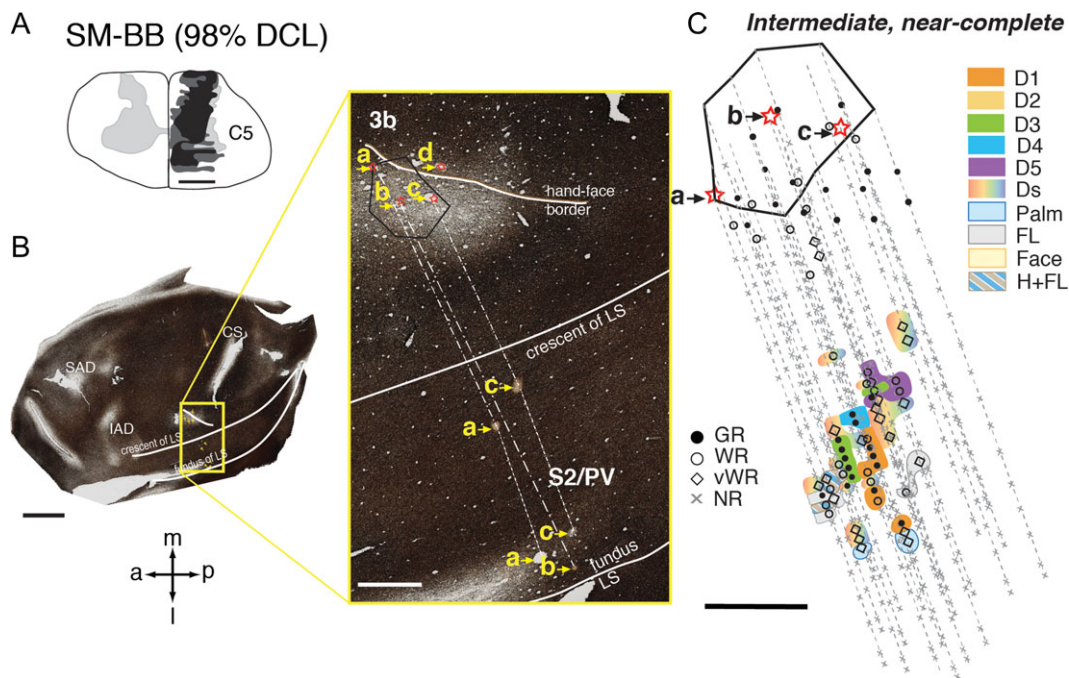 A
SM-BB (98% DCL)
C5
B
SAD
IAD
CS
crescent of LS
fundus of LS
m
a
p
l
3b
a
d
b
c
hand-face
border
crescent of LS
c
a
S2/PV
c
a
b
fundus
LS
C
Intermediate, near-complete
b
c
a
D1
D2
D3
D4
D5
Ds
Palm
FL
Face
H+FL
GR
WR
vWR
NR